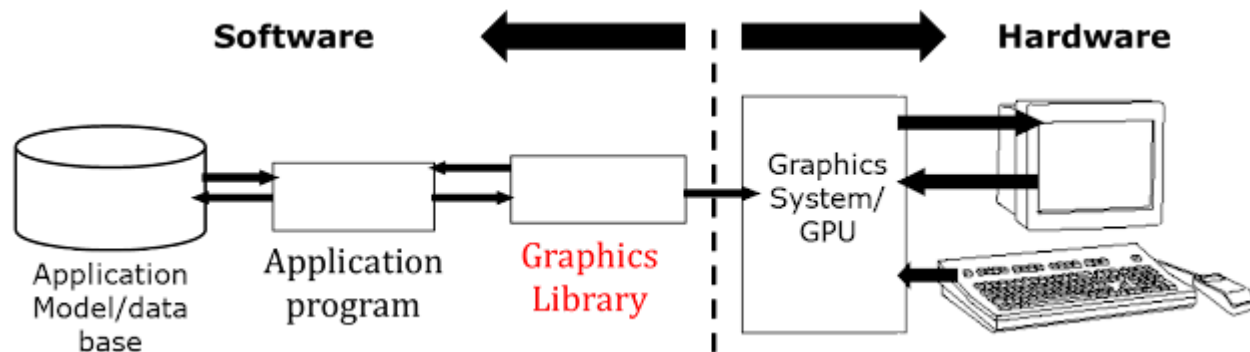 Software
Hardware
Application
Model/data
base
Application
program
Graphics
Library
Graphics
System/
GPU